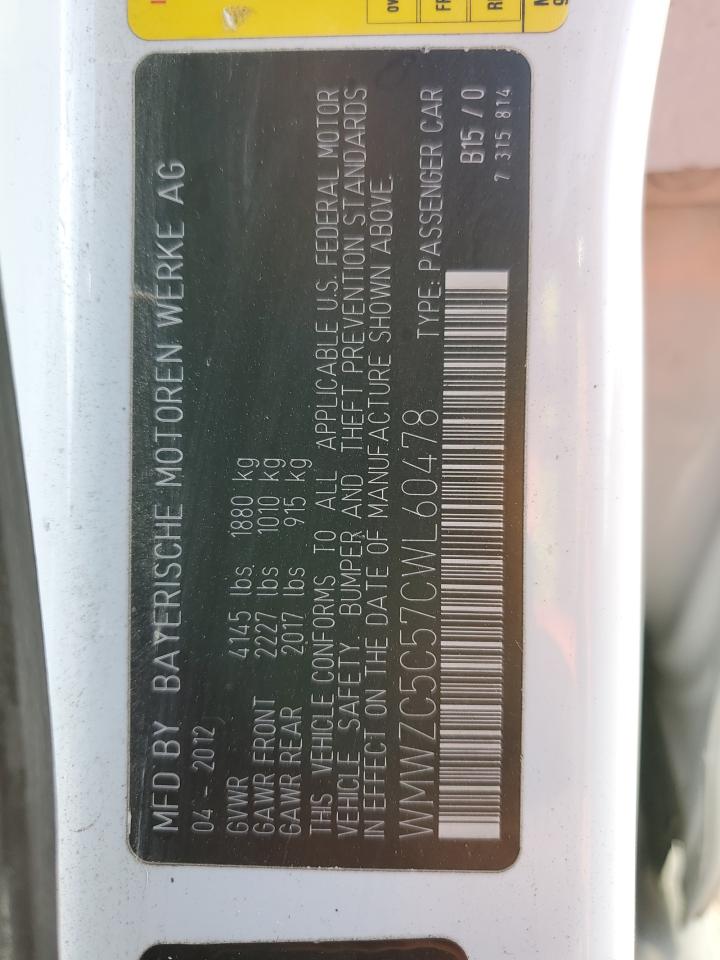 MFD BY BAYERISCHE MOTOREN WERKE AG
04 - 2012
GVWR 4145 lbs 1880 kg
GAWR FRONT 2227 lbs 1010 kg
GAWR REAR 2017 lbs 915 kg
THIS VEHICLE CONFORMS TO ALL APPLICABLE U.S. FEDERAL MOTOR
VEHICLE SAFETY, BUMPER AND THEFT PREVENTION STANDARDS
IN EFFECT ON THE DATE OF MANUFACTURE SHOWN ABOVE.
WMWZC5C57CWL60478 TYPE: PASSENGER CAR
B15 / 0
7 315 814